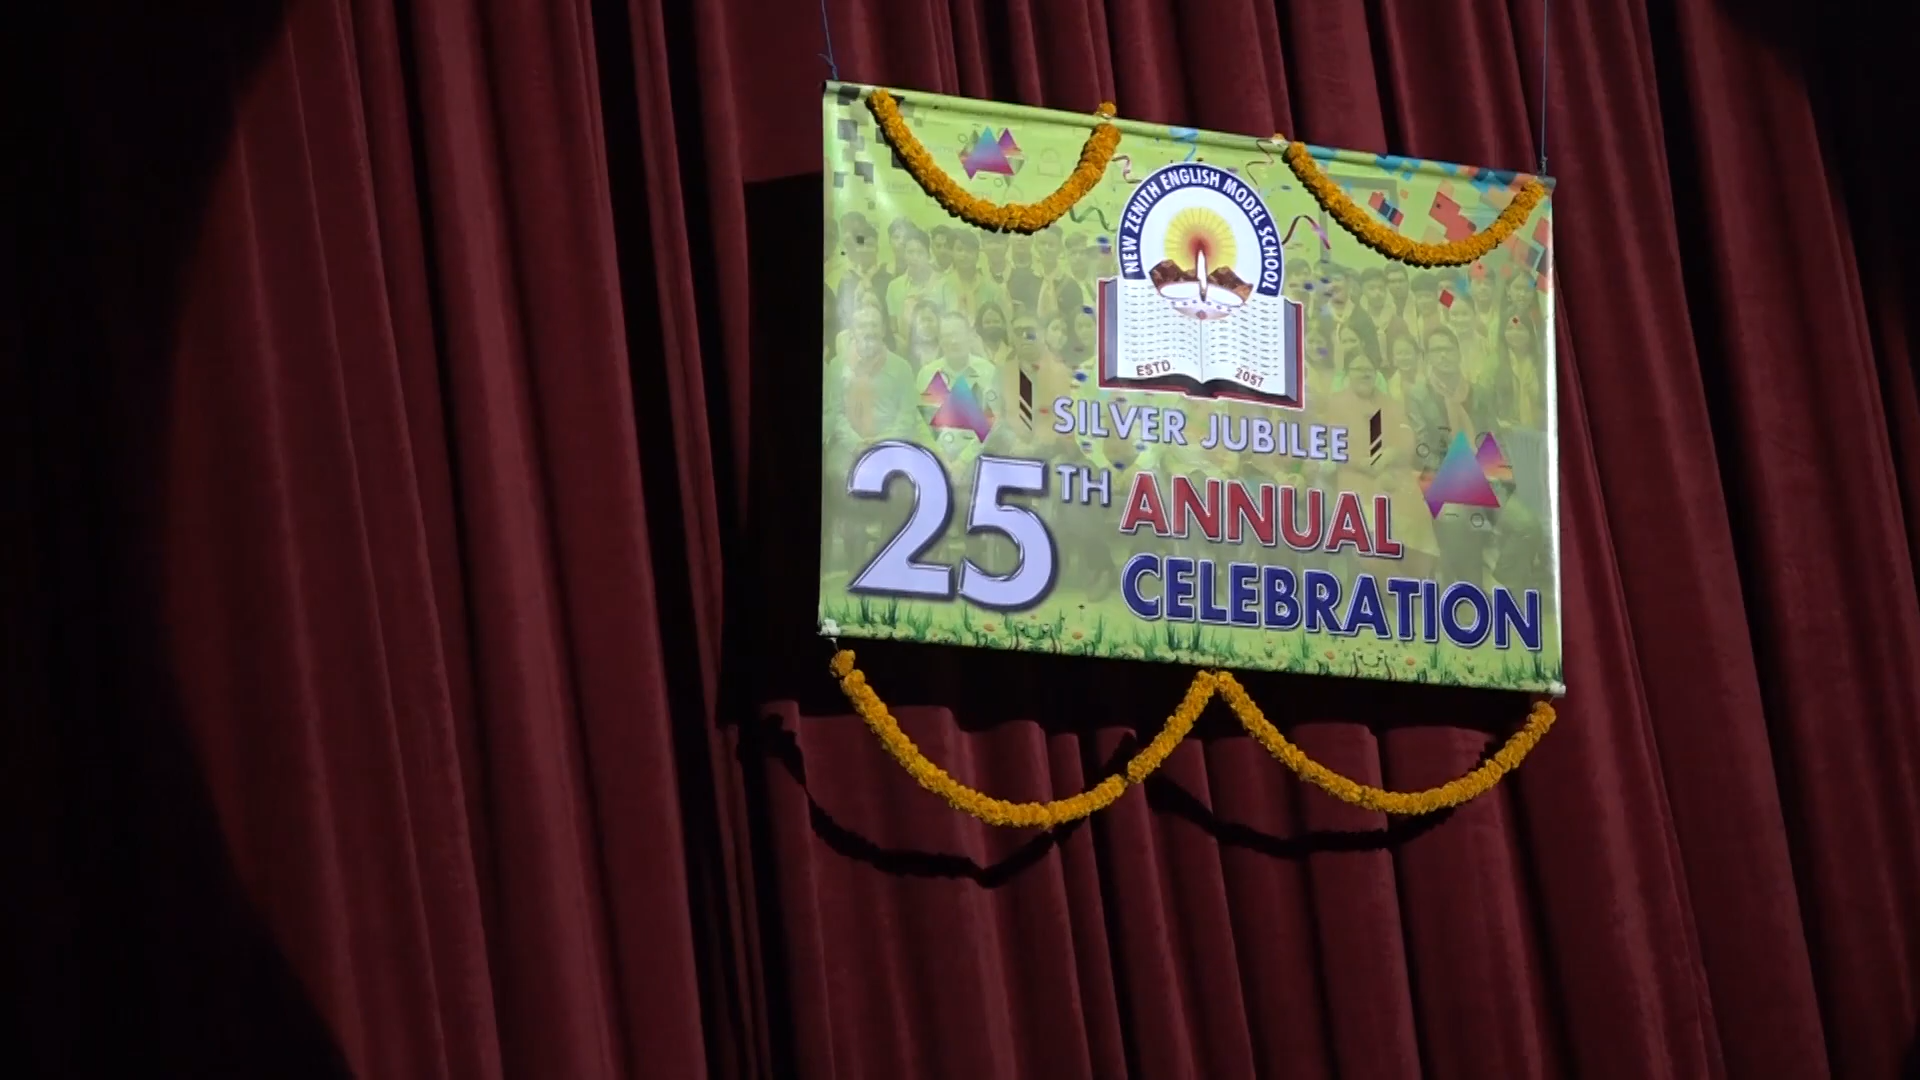 NEW ZENITH ENGLISH MODEL SCHOOL
ESTD. 2057
SILVER JUBILEE
25TH ANNUAL
CELEBRATION